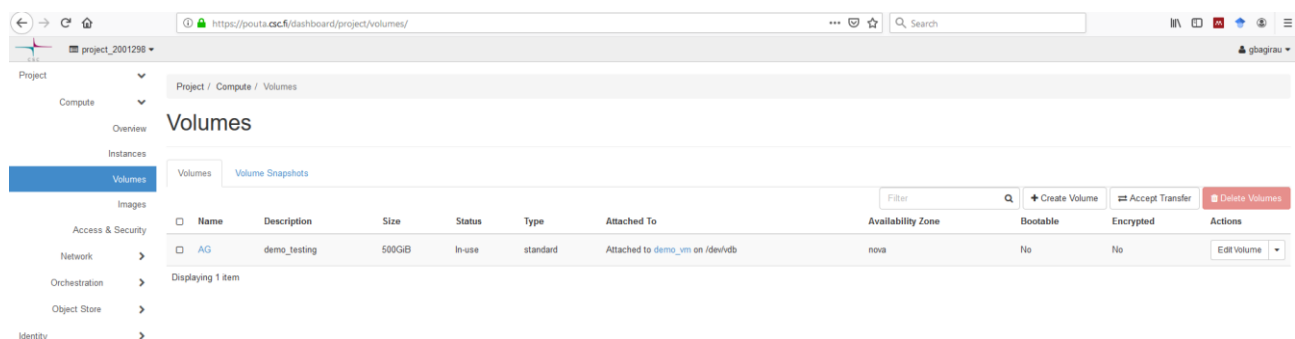 https://pouta.csc.fi/dashboard/project/volumes/
Search
CSC
project_2001298
gbagirau
Project
Project / Compute / Volumes
Compute
Volumes
Overview
Instances
Volumes
Volumes Volume Snapshots
Images
Filter
+ Create Volume
Accept Transfer
Delete Volumes
Access & Security
Name Description Size Status Type Attached To Availability Zone Bootable Encrypted Actions
Network
AG demo_testing 500GiB In-use standard Attached to demo_vm on /dev/vdb nova No No Edit Volume
Displaying 1 item
Orchestration
Object Store
Identity